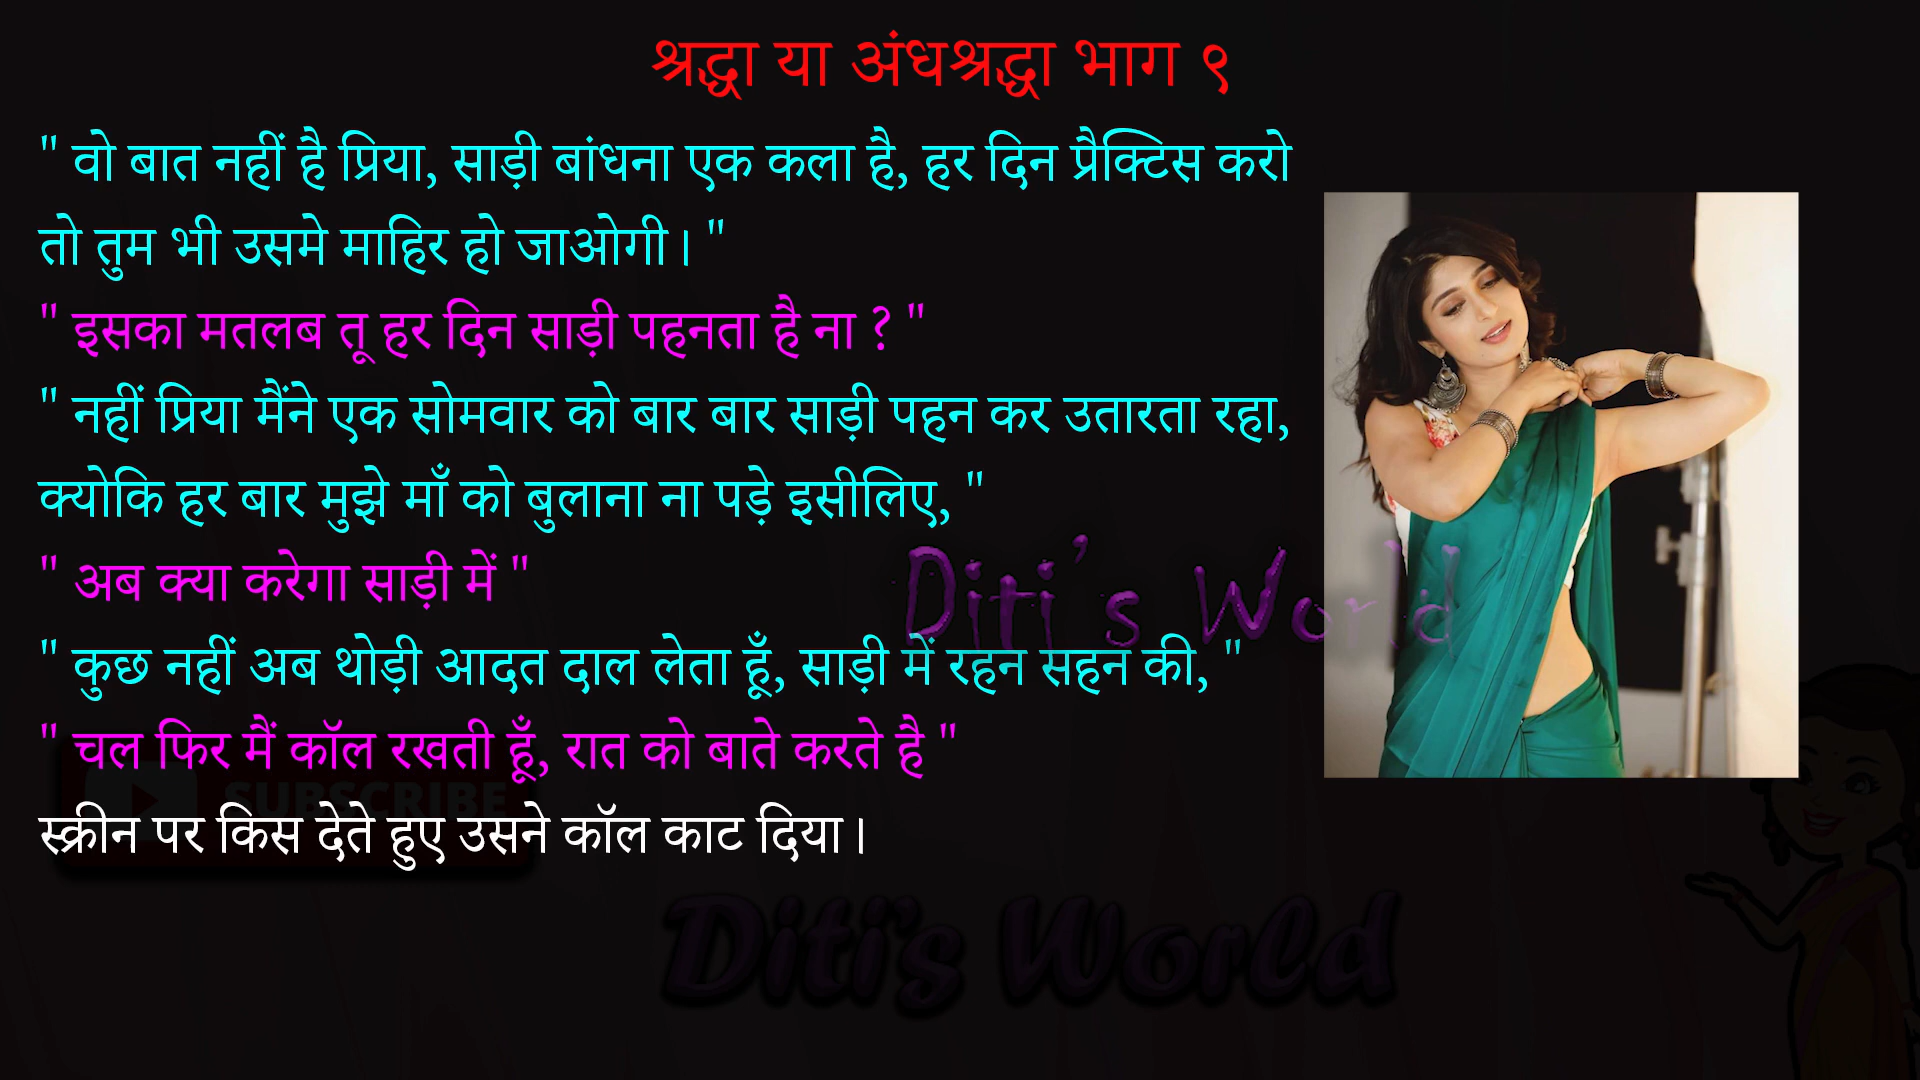 श्रद्धा या अंधश्रद्धा भाग ९
" वो बात नहीं है प्रिया, साड़ी बांधना एक कला है, हर दिन प्रैक्टिस करो
तो तुम भी उसमे माहिर हो जाओगी। "
" इसका मतलब तू हर दिन साड़ी पहनता है ना ? "
" नहीं प्रिया मैंने एक सोमवार को बार बार साड़ी पहन कर उतारता रहा,
क्योकि हर बार मुझे माँ को बुलाना ना पड़े इसीलिए, "
" अब क्या करेगा साड़ी में "
Diti's World
" कुछ नहीं अब थोड़ी आदत दाल लेता हूँ, साड़ी में रहन सहन की, "
" चल फिर मैं कॉल रखती हूँ, रात को बाते करते है "
SUBSCRIBE
स्क्रीन पर किस देते हुए उसने कॉल काट दिया।
Diti's World